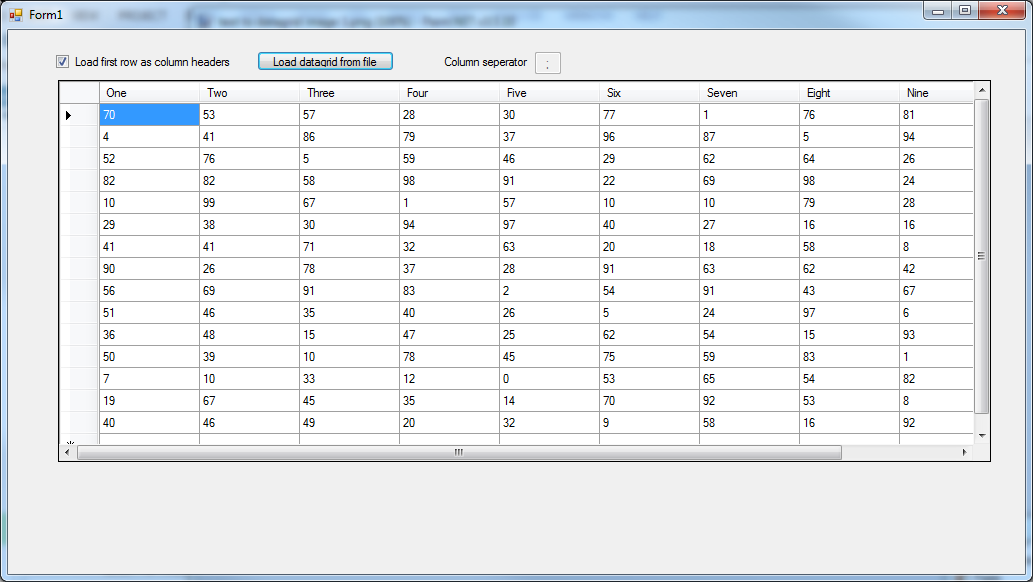 Form1
Load first row as column headers Load datagrid from file Column seperator ;
One Two Three Four Five Six Seven Eight Nine
70 53 57 28 30 77 1 76 81
4 41 86 79 37 96 87 5 94
52 76 5 59 46 29 62 64 26
82 82 58 98 91 22 69 98 24
10 99 67 1 57 10 10 79 28
29 38 30 94 97 40 27 16 16
41 41 71 32 63 20 18 58 8
90 26 78 37 28 91 63 62 42
56 69 91 83 2 54 91 43 67
51 46 35 40 26 5 24 97 6
36 48 15 47 25 62 54 15 93
50 39 10 78 45 75 59 83 1
7 10 33 12 0 53 65 54 82
19 67 45 35 14 70 92 53 8
40 46 49 20 32 9 58 16 92